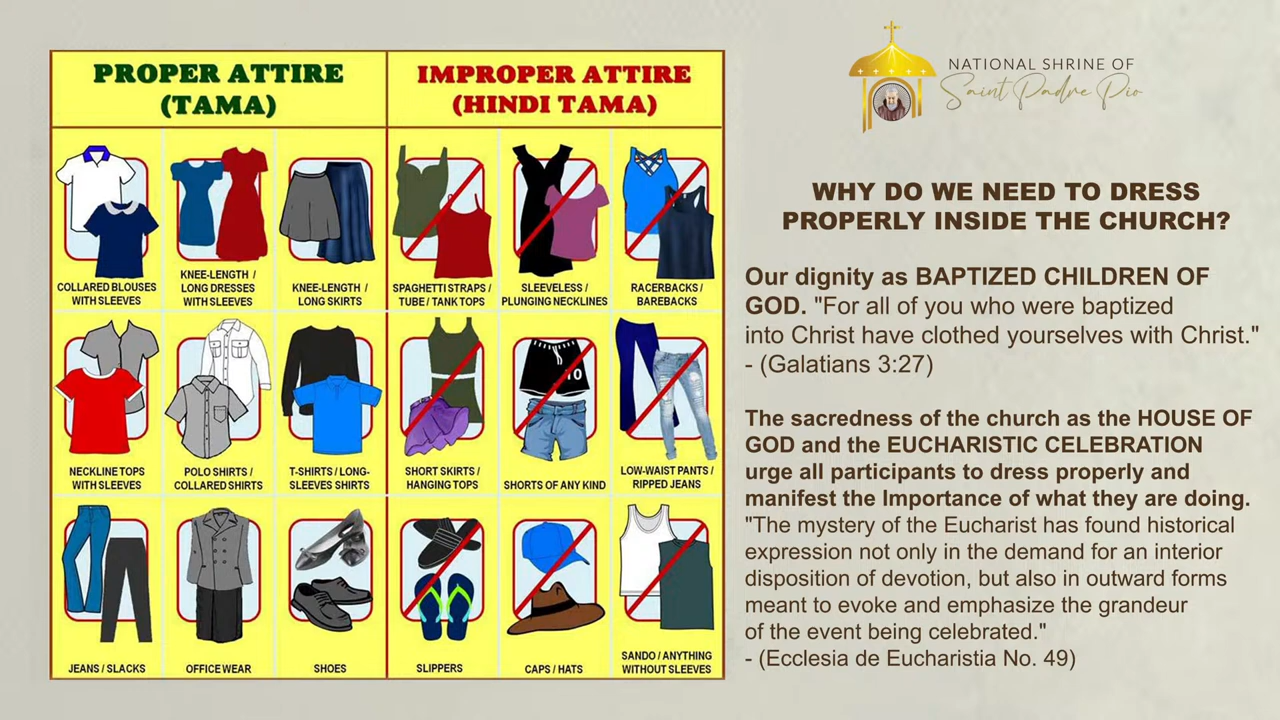 PROPER ATTIRE
(TAMA)
IMPROPER ATTIRE
(HINDI TAMA)
COLLARED BLOUSES
WITH SLEEVES
KNEE-LENGTH /
LONG DRESSES
WITH SLEEVES
KNEE-LENGTH /
LONG SKIRTS
SPAGHETTI STRAPS /
TUBE / TANK TOPS
SLEEVELESS /
PLUNGING NECKLINES
RACERBACKS /
BAREBACKS
NECKLINE TOPS
WITH SLEEVES
POLO SHIRTS /
COLLARED SHIRTS
T-SHIRTS / LONG-
SLEEVES SHIRTS
SHORT SKIRTS /
HANGING TOPS
10
SHORTS OF ANY KIND
LOW-WAIST PANTS /
RIPPED JEANS
JEANS / SLACKS
OFFICE WEAR
SHOES
SLIPPERS
CAPS / HATS
SANDO / ANYTHING
WITHOUT SLEEVES
NATIONAL SHRINE OF
Saint Padre Pio
WHY DO WE NEED TO DRESS
PROPERLY INSIDE THE CHURCH?
Our dignity as BAPTIZED CHILDREN OF
GOD. "For all of you who were baptized
into Christ have clothed yourselves with Christ."
- (Galatians 3:27)
The sacredness of the church as the HOUSE OF
GOD and the EUCHARISTIC CELEBRATION
urge all participants to dress properly and
manifest the Importance of what they are doing.
"The mystery of the Eucharist has found historical
expression not only in the demand for an interior
disposition of devotion, but also in outward forms
meant to evoke and emphasize the grandeur
of the event being celebrated."
- (Ecclesia de Eucharistia No. 49)